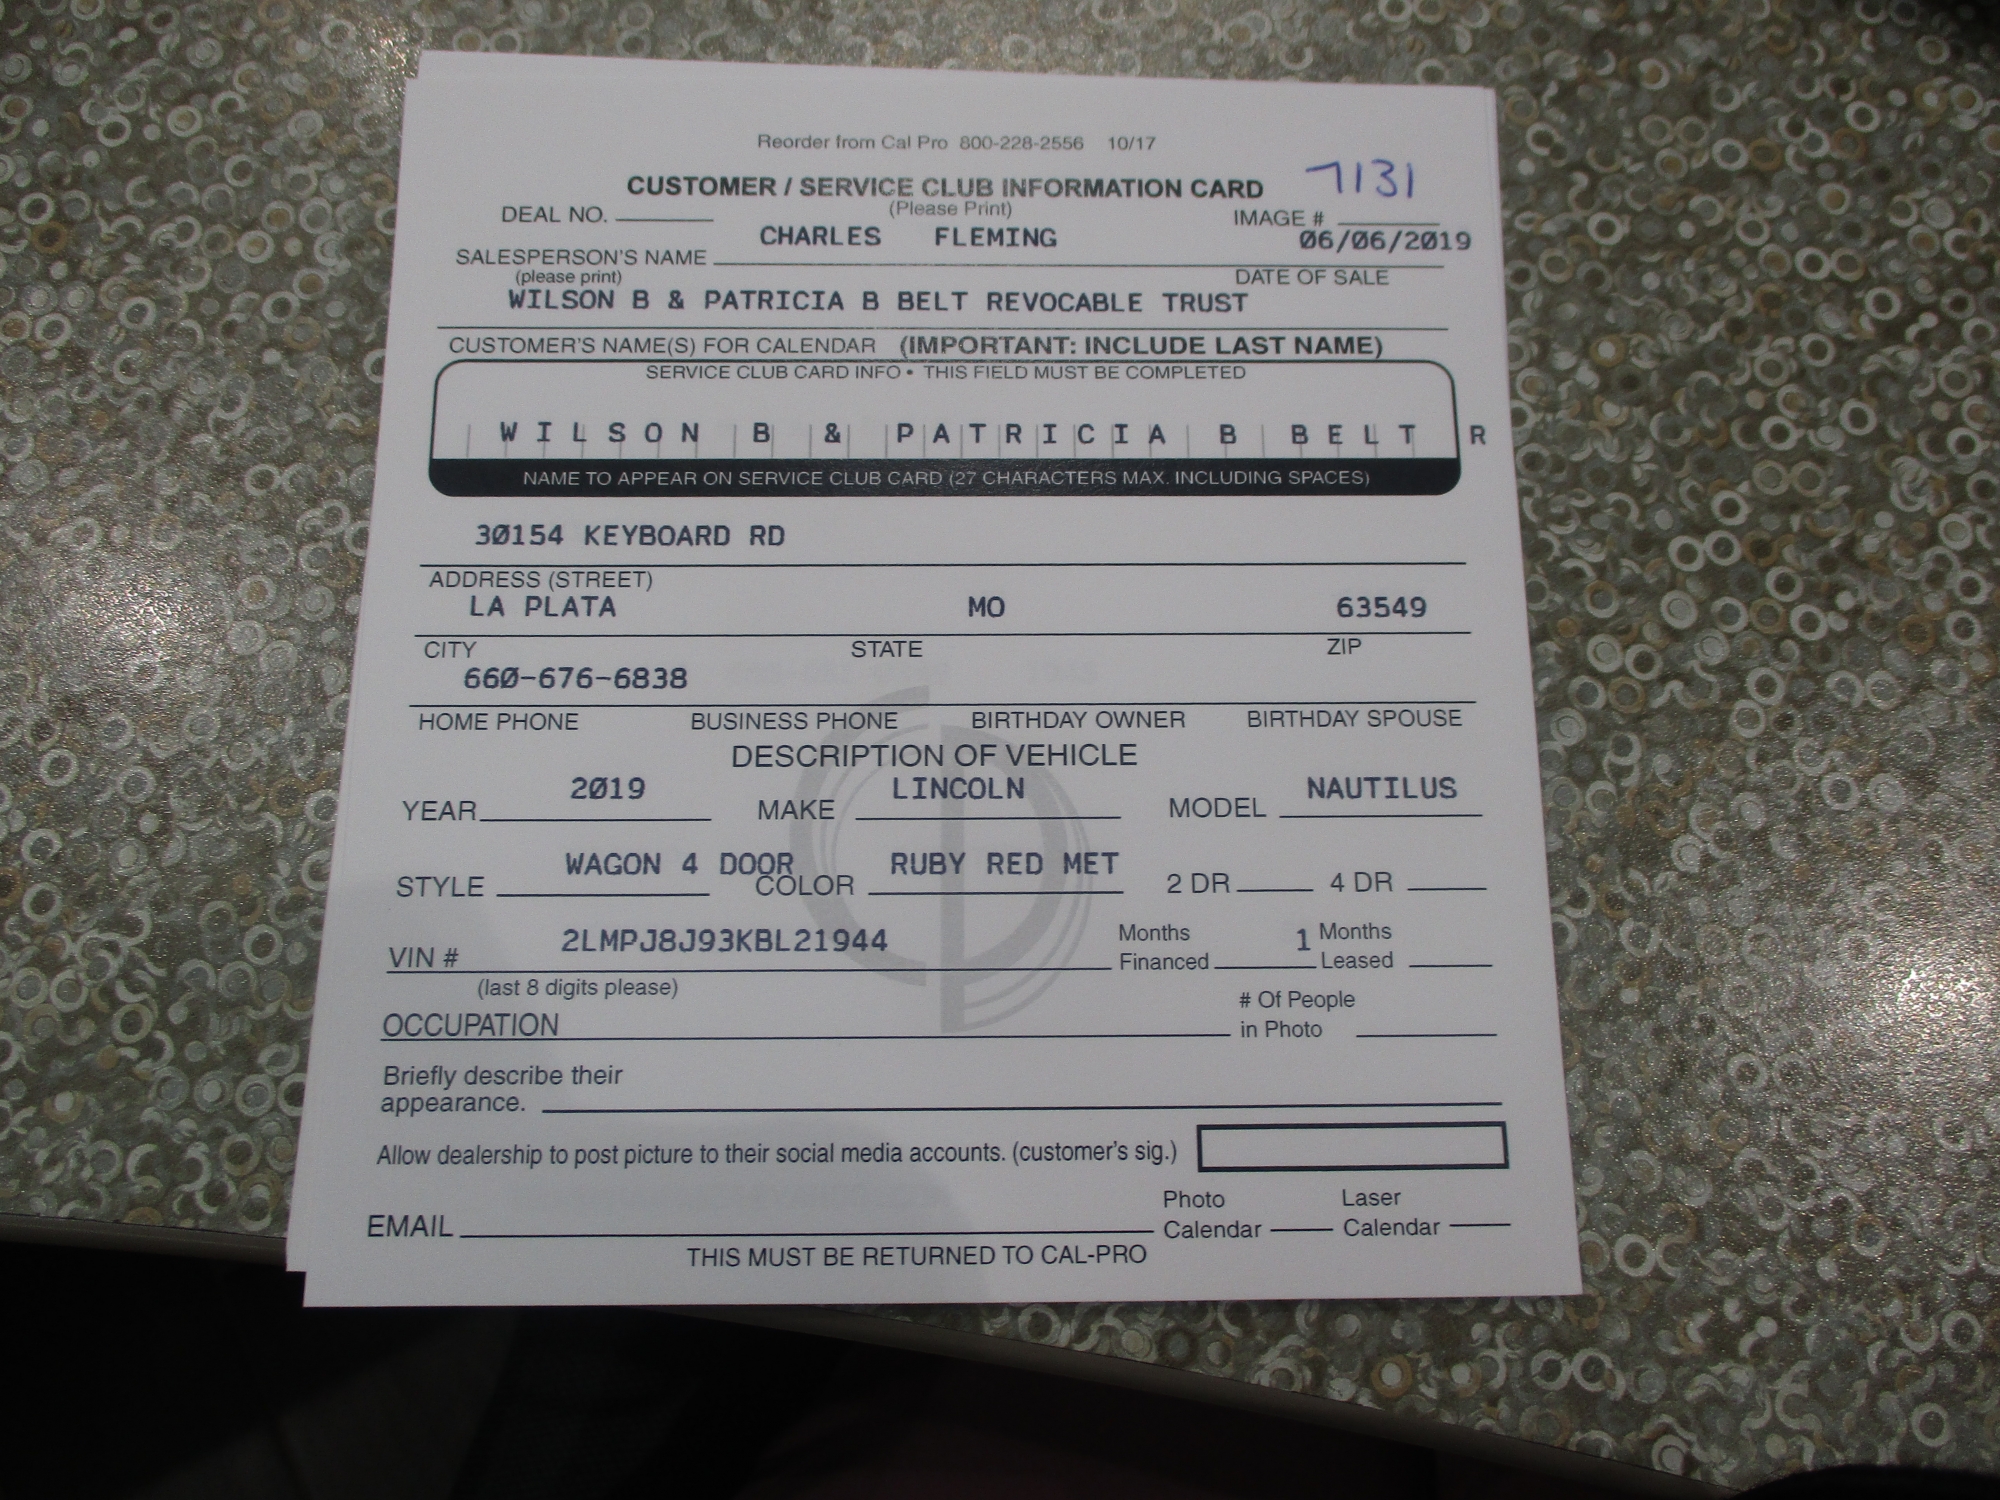 Reorder from Cal Pro 800-228-2556 10/17
CUSTOMER / SERVICE CLUB INFORMATION CARD 7131
(Please Print)
DEAL NO. IMAGE #
CHARLES FLEMING 06/06/2019
SALESPERSON'S NAME
(please print) DATE OF SALE
WILSON B & PATRICIA B BELT REVOCABLE TRUST
CUSTOMER'S NAME(S) FOR CALENDAR (IMPORTANT: INCLUDE LAST NAME)
SERVICE CLUB CARD INFO • THIS FIELD MUST BE COMPLETED
WILSON B & PATRICIA B BELT R
NAME TO APPEAR ON SERVICE CLUB CARD (27 CHARACTERS MAX. INCLUDING SPACES)
30154 KEYBOARD RD
ADDRESS (STREET)
LA PLATA MO 63549
CITY STATE ZIP
660-676-6838
HOME PHONE BUSINESS PHONE BIRTHDAY OWNER BIRTHDAY SPOUSE
DESCRIPTION OF VEHICLE
YEAR 2019 MAKE LINCOLN MODEL NAUTILUS
STYLE WAGON 4 DOOR COLOR RUBY RED MET 2 DR 4 DR
VIN # 2LMPJ8J93KBL21944 Months Financed 1 Months Leased
(last 8 digits please)
OCCUPATION # Of People in Photo
Briefly describe their
appearance.
Allow dealership to post picture to their social media accounts. (customer's sig.)
EMAIL Photo Calendar Laser Calendar
THIS MUST BE RETURNED TO CAL-PRO